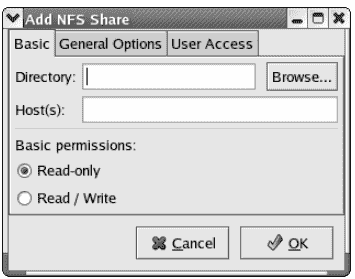 Add NFS Share
Basic General Options User Access
Directory: Browse...
Host(s):
Basic permissions:
Read-only
Read / Write
Cancel OK